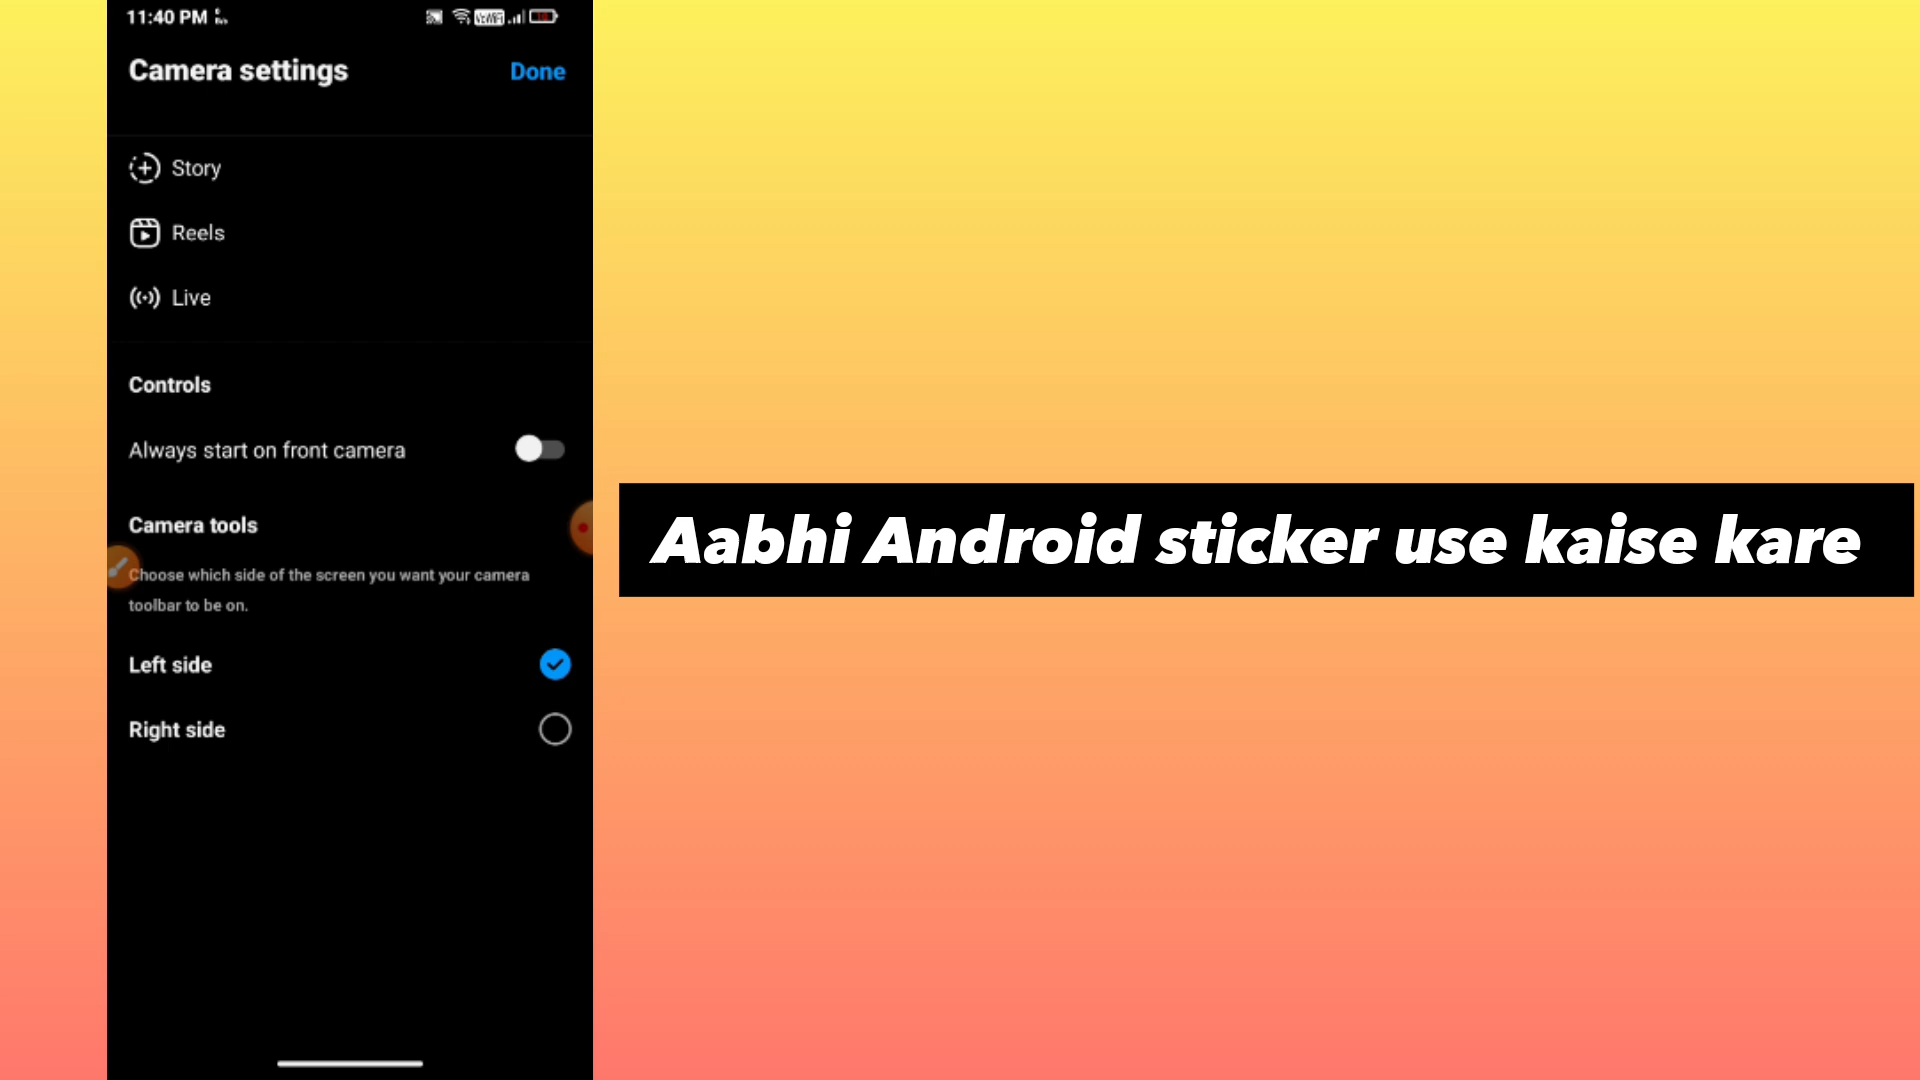 11:40 PM
Camera settings
Done
Story
Reels
Live
Controls
Always start on front camera
Camera tools
Choose which side of the screen you want your camera
toolbar to be on.
Left side
Right side
Aabhi Android sticker use kaise kare